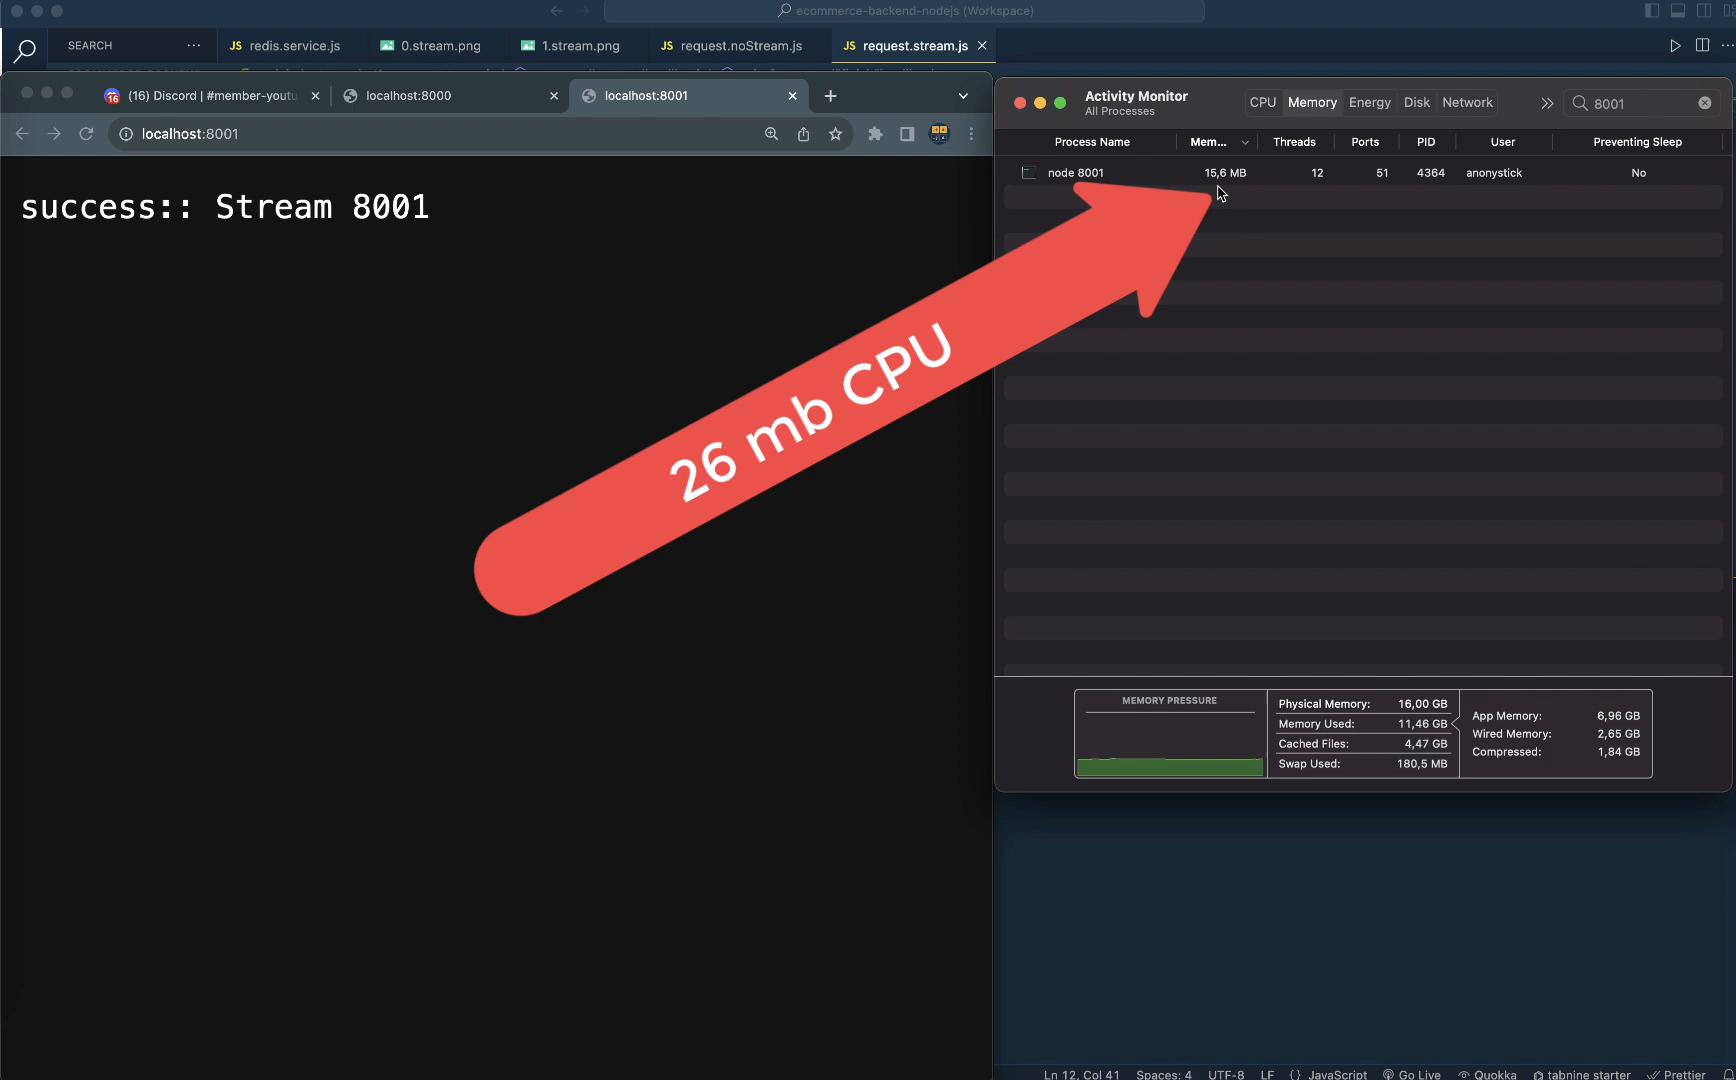 ecommerce-backend-nodejs (Workspace)
SEARCH
JS redis.service.js
0.stream.png
1.stream.png
JS request.noStream.js
JS request.stream.js
16 (16) Discord | #member-youtu
localhost:8000
localhost:8001
localhost:8001
success:: Stream 8001
26 mb CPU
Activity Monitor
All Processes
CPU Memory Energy Disk Network
8001
Process Name Mem... Threads Ports PID User Preventing Sleep
node 8001 15,6 MB 12 51 4364 anonystick No
MEMORY PRESSURE
Physical Memory: 16,00 GB
Memory Used: 11,46 GB
Cached Files: 4,47 GB
Swap Used: 180,5 MB
App Memory: 6,96 GB
Wired Memory: 2,65 GB
Compressed: 1,84 GB
Ln 12, Col 41 Spaces: 4 UTF-8 LF {} JavaScript Go Live Quokka tabnine starter Prettier